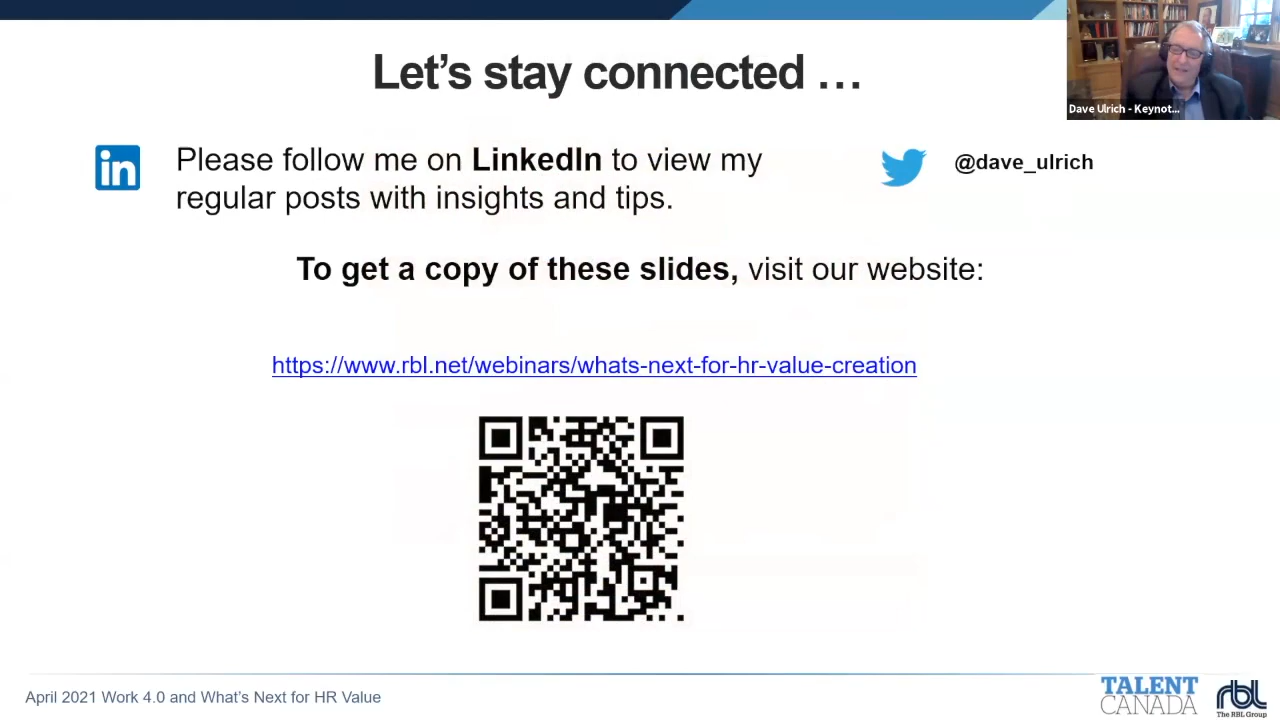 Let's stay connected …
Dave Ulrich - Keynot...
in
Please follow me on LinkedIn to view my
regular posts with insights and tips.
@dave_ulrich
To get a copy of these slides, visit our website:
https://www.rbl.net/webinars/whats-next-for-hr-value-creation
April 2021 Work 4.0 and What's Next for HR Value
TALENT
CANADA
rbl
The RBL Group